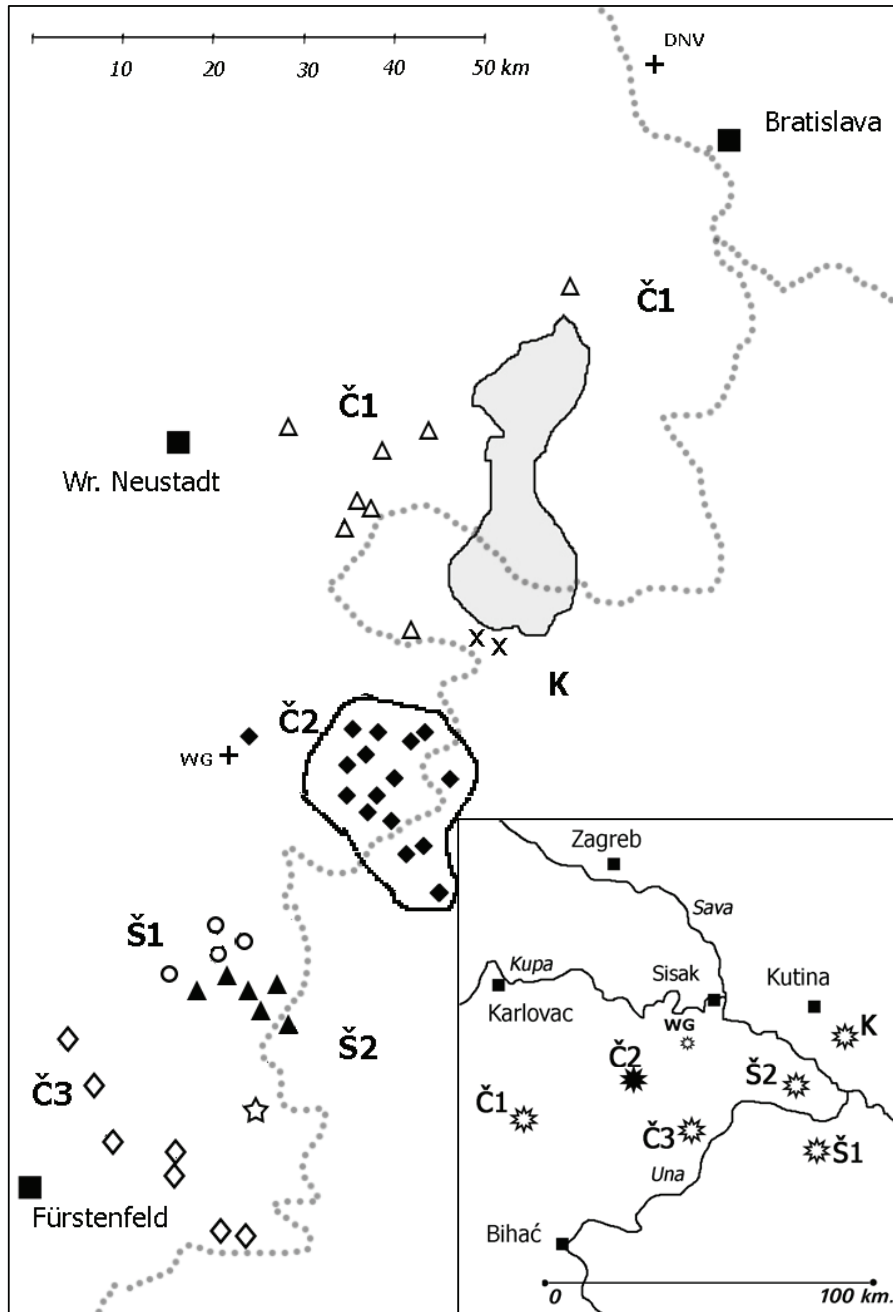 DNV
10 20 30 40 50 km
Bratislava
Č1
Č1
Wr. Neustadt
x x
K
Č2
WG
Š1
Š2
Č3
Fürstenfeld
Zagreb
Sava
Kupa
Sisak
Kutina
Karlovac
WG
K
Č2
Š2
Č1
Č3
Š1
Una
Bihać
0 100 km.